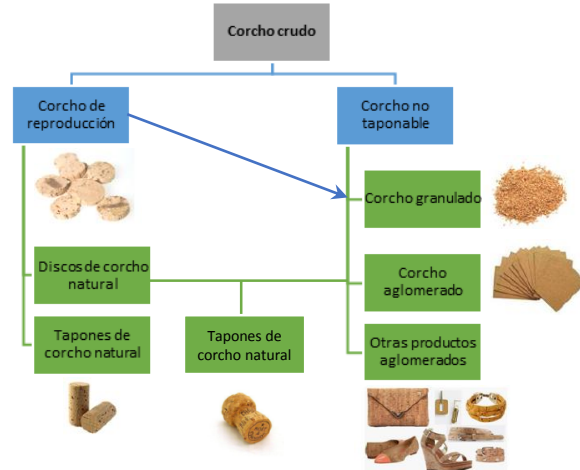 Corcho crudo
Corcho de
reproducción
Corcho no
taponable
Corcho granulado
Discos de corcho
natural
Corcho
aglomerado
Tapones de
corcho natural
Tapones de
corcho natural
Otras productos
aglomerados